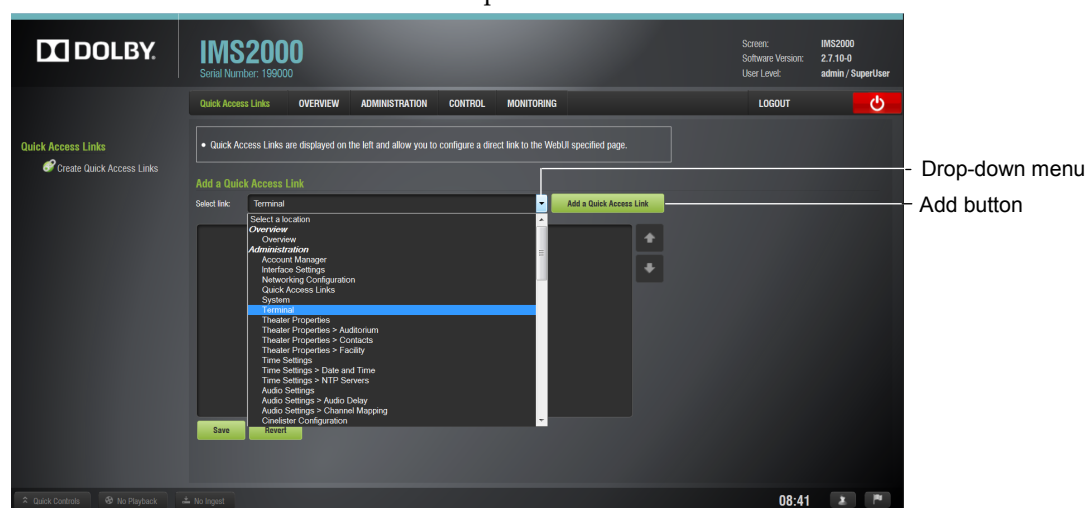 DOLBY.
IMS2000
Serial Number: 199000
Screen: IMS2000
Software Version: 2.7.10-0
User Level: admin / SuperUser
Quick Access Links OVERVIEW ADMINISTRATION CONTROL MONITORING LOGOUT
Quick Access Links
Create Quick Access Links
• Quick Access Links are displayed on the left and allow you to configure a direct link to the WebUI specified page.
Add a Quick Access Link
Select link: Terminal Add a Quick Access Link
Drop-down menu
Add button
Select a location
Overview
Overview
Administration
Account Manager
Interface Settings
Networking Configuration
Quick Access Links
System
Terminal
Theater Properties
Theater Properties > Auditorium
Theater Properties > Contacts
Theater Properties > Facility
Time Settings
Time Settings > Date and Time
Time Settings > NTP Servers
Audio Settings
Audio Settings > Audio Delay
Audio Settings > Channel Mapping
Cinelister Configuration
Save Revert
Quick Controls No Playback No Ingest 08:41